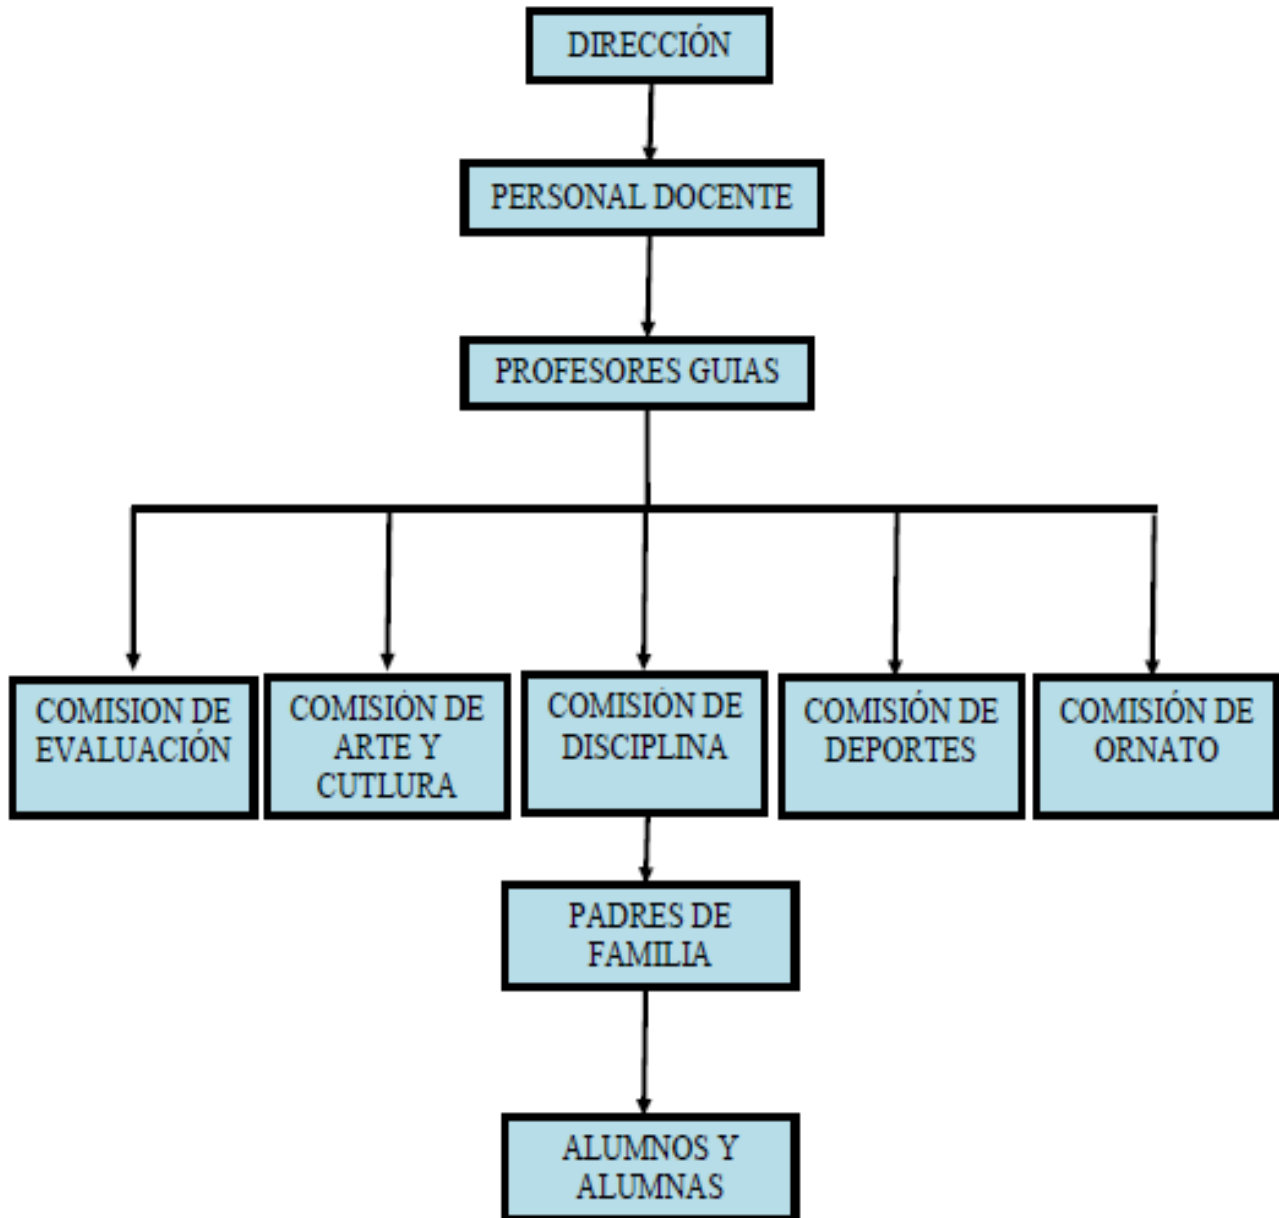 DIRECCIÓN
PERSONAL DOCENTE
PROFESORES GUIAS
COMISION DE
EVALUACIÓN
COMISIÓN DE
ARTE Y
CUTLURA
COMISIÓN DE
DISCIPLINA
COMISIÓN DE
DEPORTES
COMISIÓN DE
ORNATO
PADRES DE
FAMILIA
ALUMNOS Y
ALUMNAS